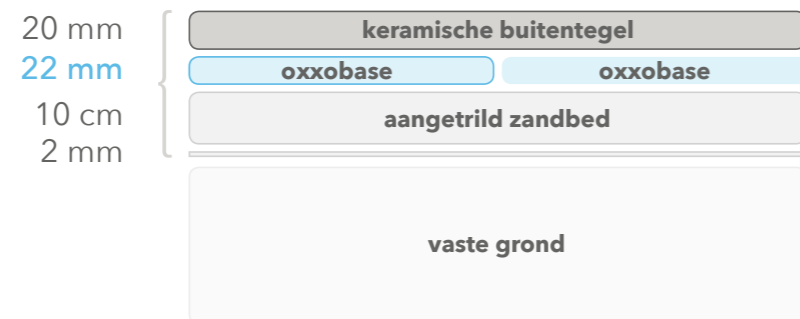 20 mm keramische buitentegel
22 mm oxxobase oxxobase
10 cm aangetrild zandbed
2 mm
vaste grond